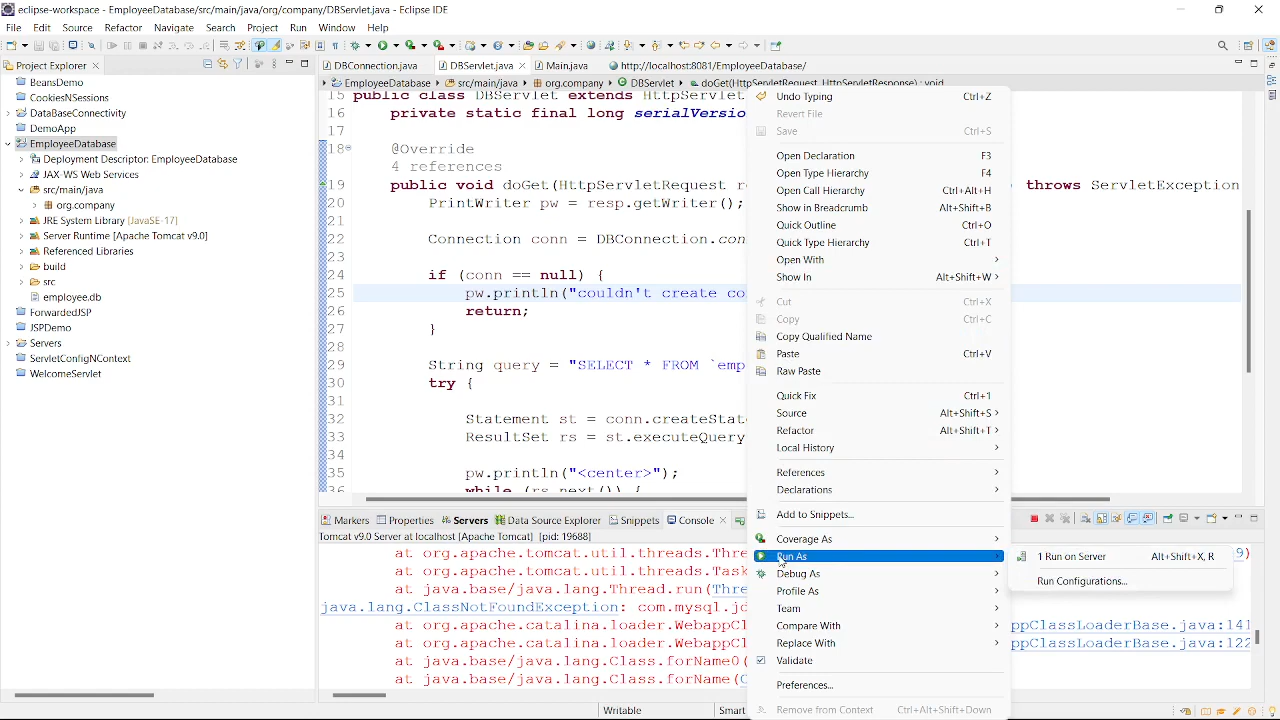 eclipse-workspace - EmployeeDatabase/src/main/java/org/company/DBServlet.java - Eclipse IDE
File Edit Source Refactor Navigate Search Project Run Window Help
Project Explorer
DBConnection.java DBServlet.java Main.java http://localhost:8081/EmployeeDatabase/
EmployeeDatabase src/main/java org.company DBServlet doGet(HttpServletRequest, HttpServletResponse) : void
BeansDemo
CookiesNSessions
DataBaseConnectivity
DemoApp
EmployeeDatabase
Deployment Descriptor: EmployeeDatabase
JAX-WS Web Services
src/main/java
org.company
JRE System Library [JavaSE-17]
Server Runtime [Apache Tomcat v9.0]
Referenced Libraries
build
src
employee.db
ForwardedJSP
JSPDemo
Servers
ServletConfigNContext
WelcomeServlet
15 public class DBServlet extends HttpServlet
16 private static final long serialVersio
17
18 @Override
4 references
19 public void doGet(HttpServletRequest re ) throws ServletException
20 PrintWriter pw = resp.getWriter();
21
22 Connection conn = DBConnection.con
23
24 if (conn == null) {
25 pw.println("couldn't create co
26 return;
27 }
28
29 String query = "SELECT * FROM `emp
30 try {
31
32 Statement st = conn.createStat
33 ResultSet rs = st.executeQuery
34
35 pw.println("<center>");
36 while (rs.next()) {
Undo Typing Ctrl+Z
Revert File
Save Ctrl+S
Open Declaration F3
Open Type Hierarchy F4
Open Call Hierarchy Ctrl+Alt+H
Show in Breadcrumb Alt+Shift+B
Quick Outline Ctrl+O
Quick Type Hierarchy Ctrl+T
Open With
Show In Alt+Shift+W
Cut Ctrl+X
Copy Ctrl+C
Copy Qualified Name
Paste Ctrl+V
Raw Paste
Quick Fix Ctrl+1
Source Alt+Shift+S
Refactor Alt+Shift+T
Local History
References
Declarations
Add to Snippets...
Coverage As
Run As
Debug As
Profile As
Team
Compare With
Replace With
Validate
Preferences...
Remove from Context Ctrl+Alt+Shift+Down
1 Run on Server Alt+Shift+X, R
Run Configurations...
Markers Properties Servers Data Source Explorer Snippets Console
Tomcat v9.0 Server at localhost [Apache Tomcat] [pid: 19688]
at org.apache.tomcat.util.threads.Thre 9)
at org.apache.tomcat.util.threads.Task
at java.base/java.lang.Thread.run(Thre
java.lang.ClassNotFoundException: com.mysql.jd
at org.apache.catalina.loader.WebappCl ppClassLoaderBase.java:141
at org.apache.catalina.loader.WebappCl ppClassLoaderBase.java:122
at java.base/java.lang.Class.forName0(
at java.base/java.lang.Class.forName(C
Writable Smart